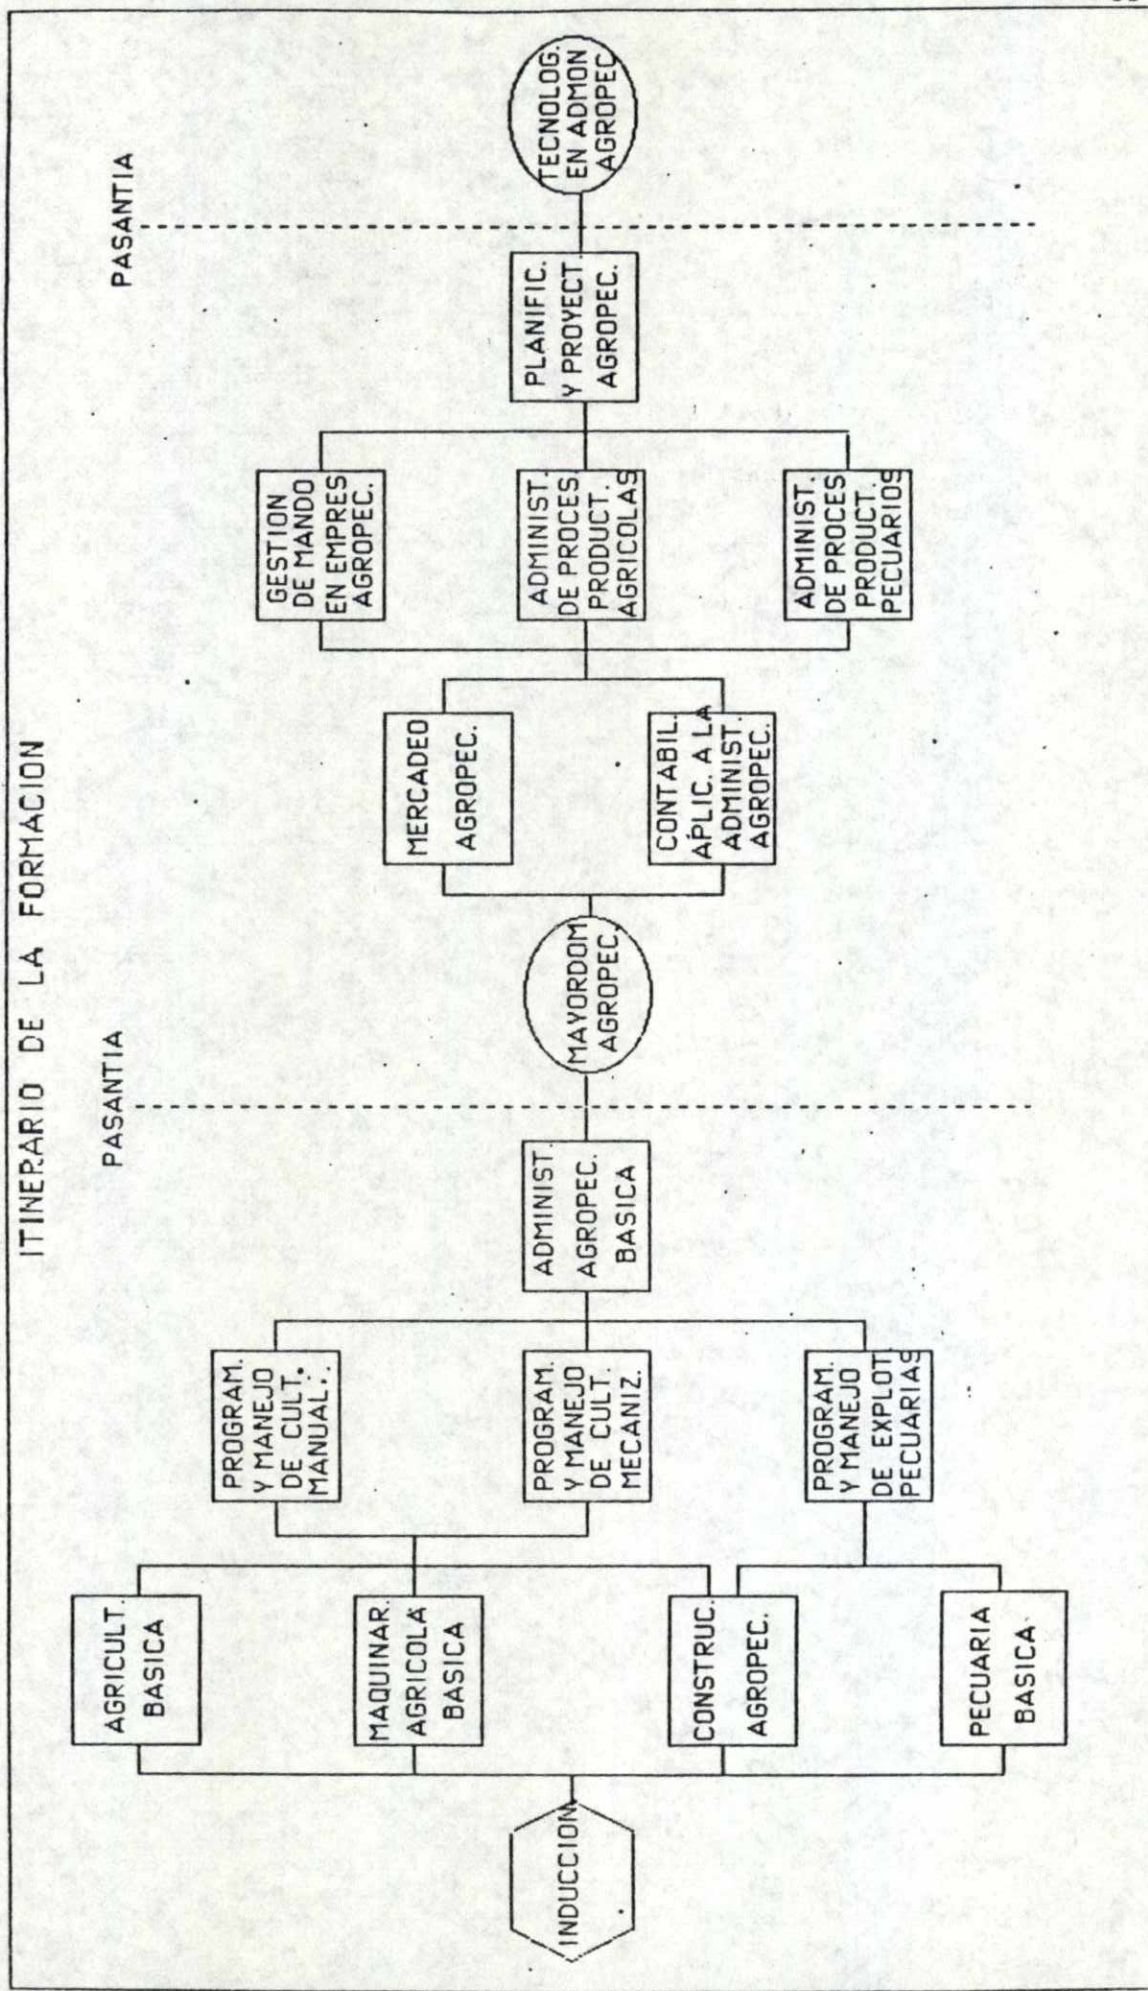 ITINERARIO DE LA FORMACION
PASANTIA
PASANTIA
INDUCCION
AGRICULT.
BASICA
MAQUINAR.
AGRICOLA
BASICA
CONSTRUC.
AGROPEC.
PECUARIA
BASICA
PROGRAM.
Y MANEJO
DE CULT.
MANUAL.
PROGRAM.
Y MANEJO
DE CULT.
MECANIZ.
PROGRAM.
Y MANEJO
DE EXPLOT.
PECUARIAS
ADMINIST.
AGROPEC.
BASICA
MAYORDOM
AGROPEC.
MERCADEO
AGROPEC.
CONTABIL.
APLIC. A LA
ADMINIST.
AGROPEC.
GESTION
DE MANDO
EN EMPRES
AGROPEC.
ADMINIST.
DE PROCES.
PRODUCT.
AGRICOLAS
ADMINIST.
DE PROCES
PRODUCT.
PECUARIOS
PLANIFIC.
Y PROYECT.
AGROPEC.
TECNOLOG.
EN ADMON
AGROPEC